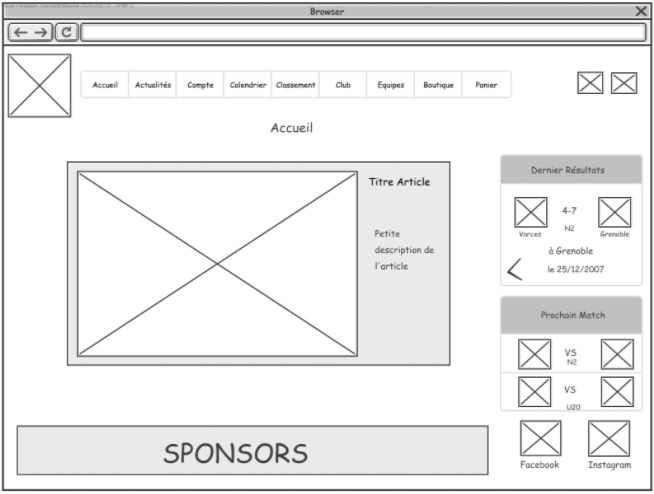 Browser
Accueil
Actualités
Compte
Calendrier
Classement
Club
Equipes
Boutique
Panier
Accueil
Titre Article
Petite
description de
l'article
Dernier Résultats
4-7
N2
Varces
Grenoble
à Grenoble
le 25/12/2007
Prochain Match
VS
N2
VS
U20
SPONSORS
Facebook
Instagram